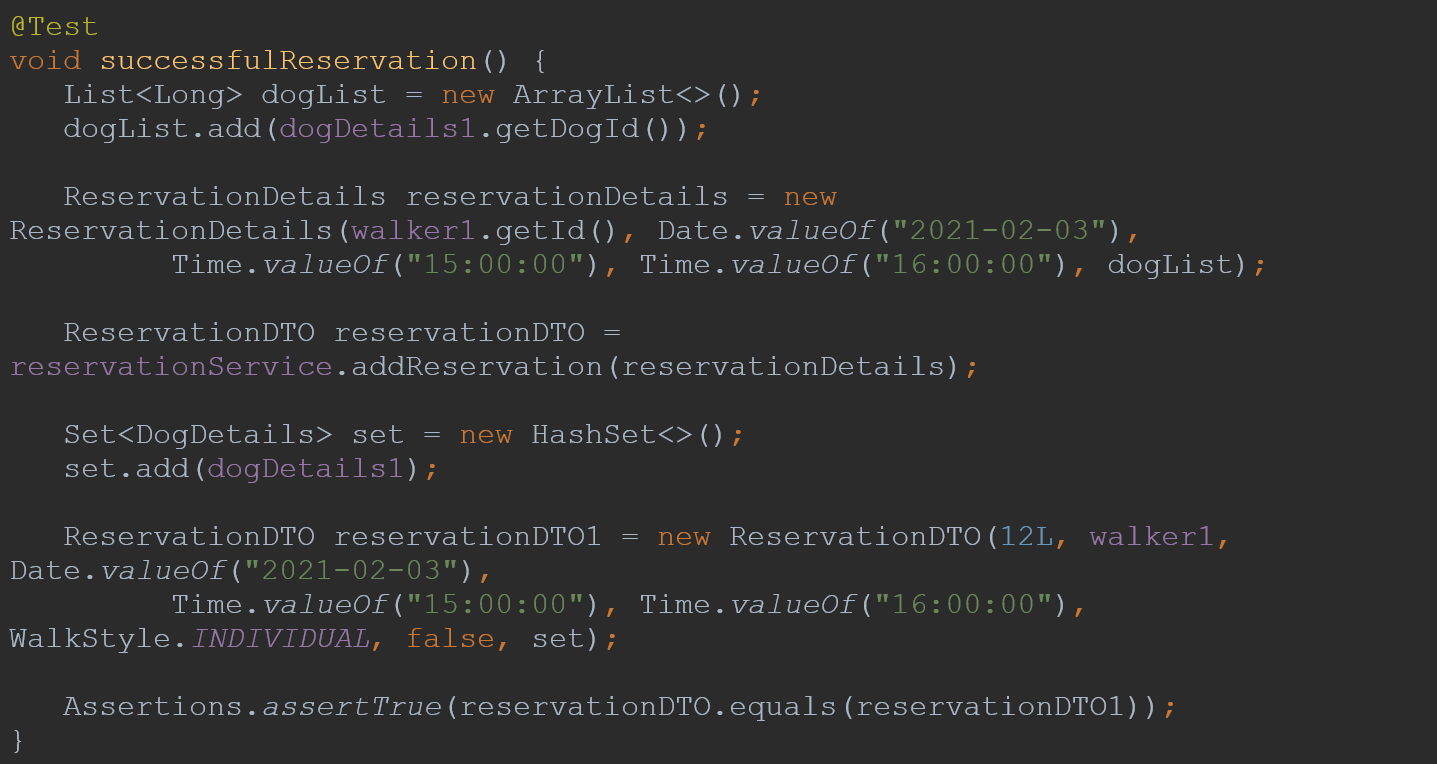 @Test
void successfulReservation() {
   List<Long> dogList = new ArrayList<>();
   dogList.add(dogDetails1.getDogId());

   ReservationDetails reservationDetails = new
ReservationDetails(walker1.getId(), Date.valueOf("2021-02-03"),
         Time.valueOf("15:00:00"), Time.valueOf("16:00:00"), dogList);

   ReservationDTO reservationDTO =
reservationService.addReservation(reservationDetails);

   Set<DogDetails> set = new HashSet<>();
   set.add(dogDetails1);

   ReservationDTO reservationDTO1 = new ReservationDTO(12L, walker1,
Date.valueOf("2021-02-03"),
         Time.valueOf("15:00:00"), Time.valueOf("16:00:00"),
WalkStyle.INDIVIDUAL, false, set);

   Assertions.assertTrue(reservationDTO.equals(reservationDTO1));
}